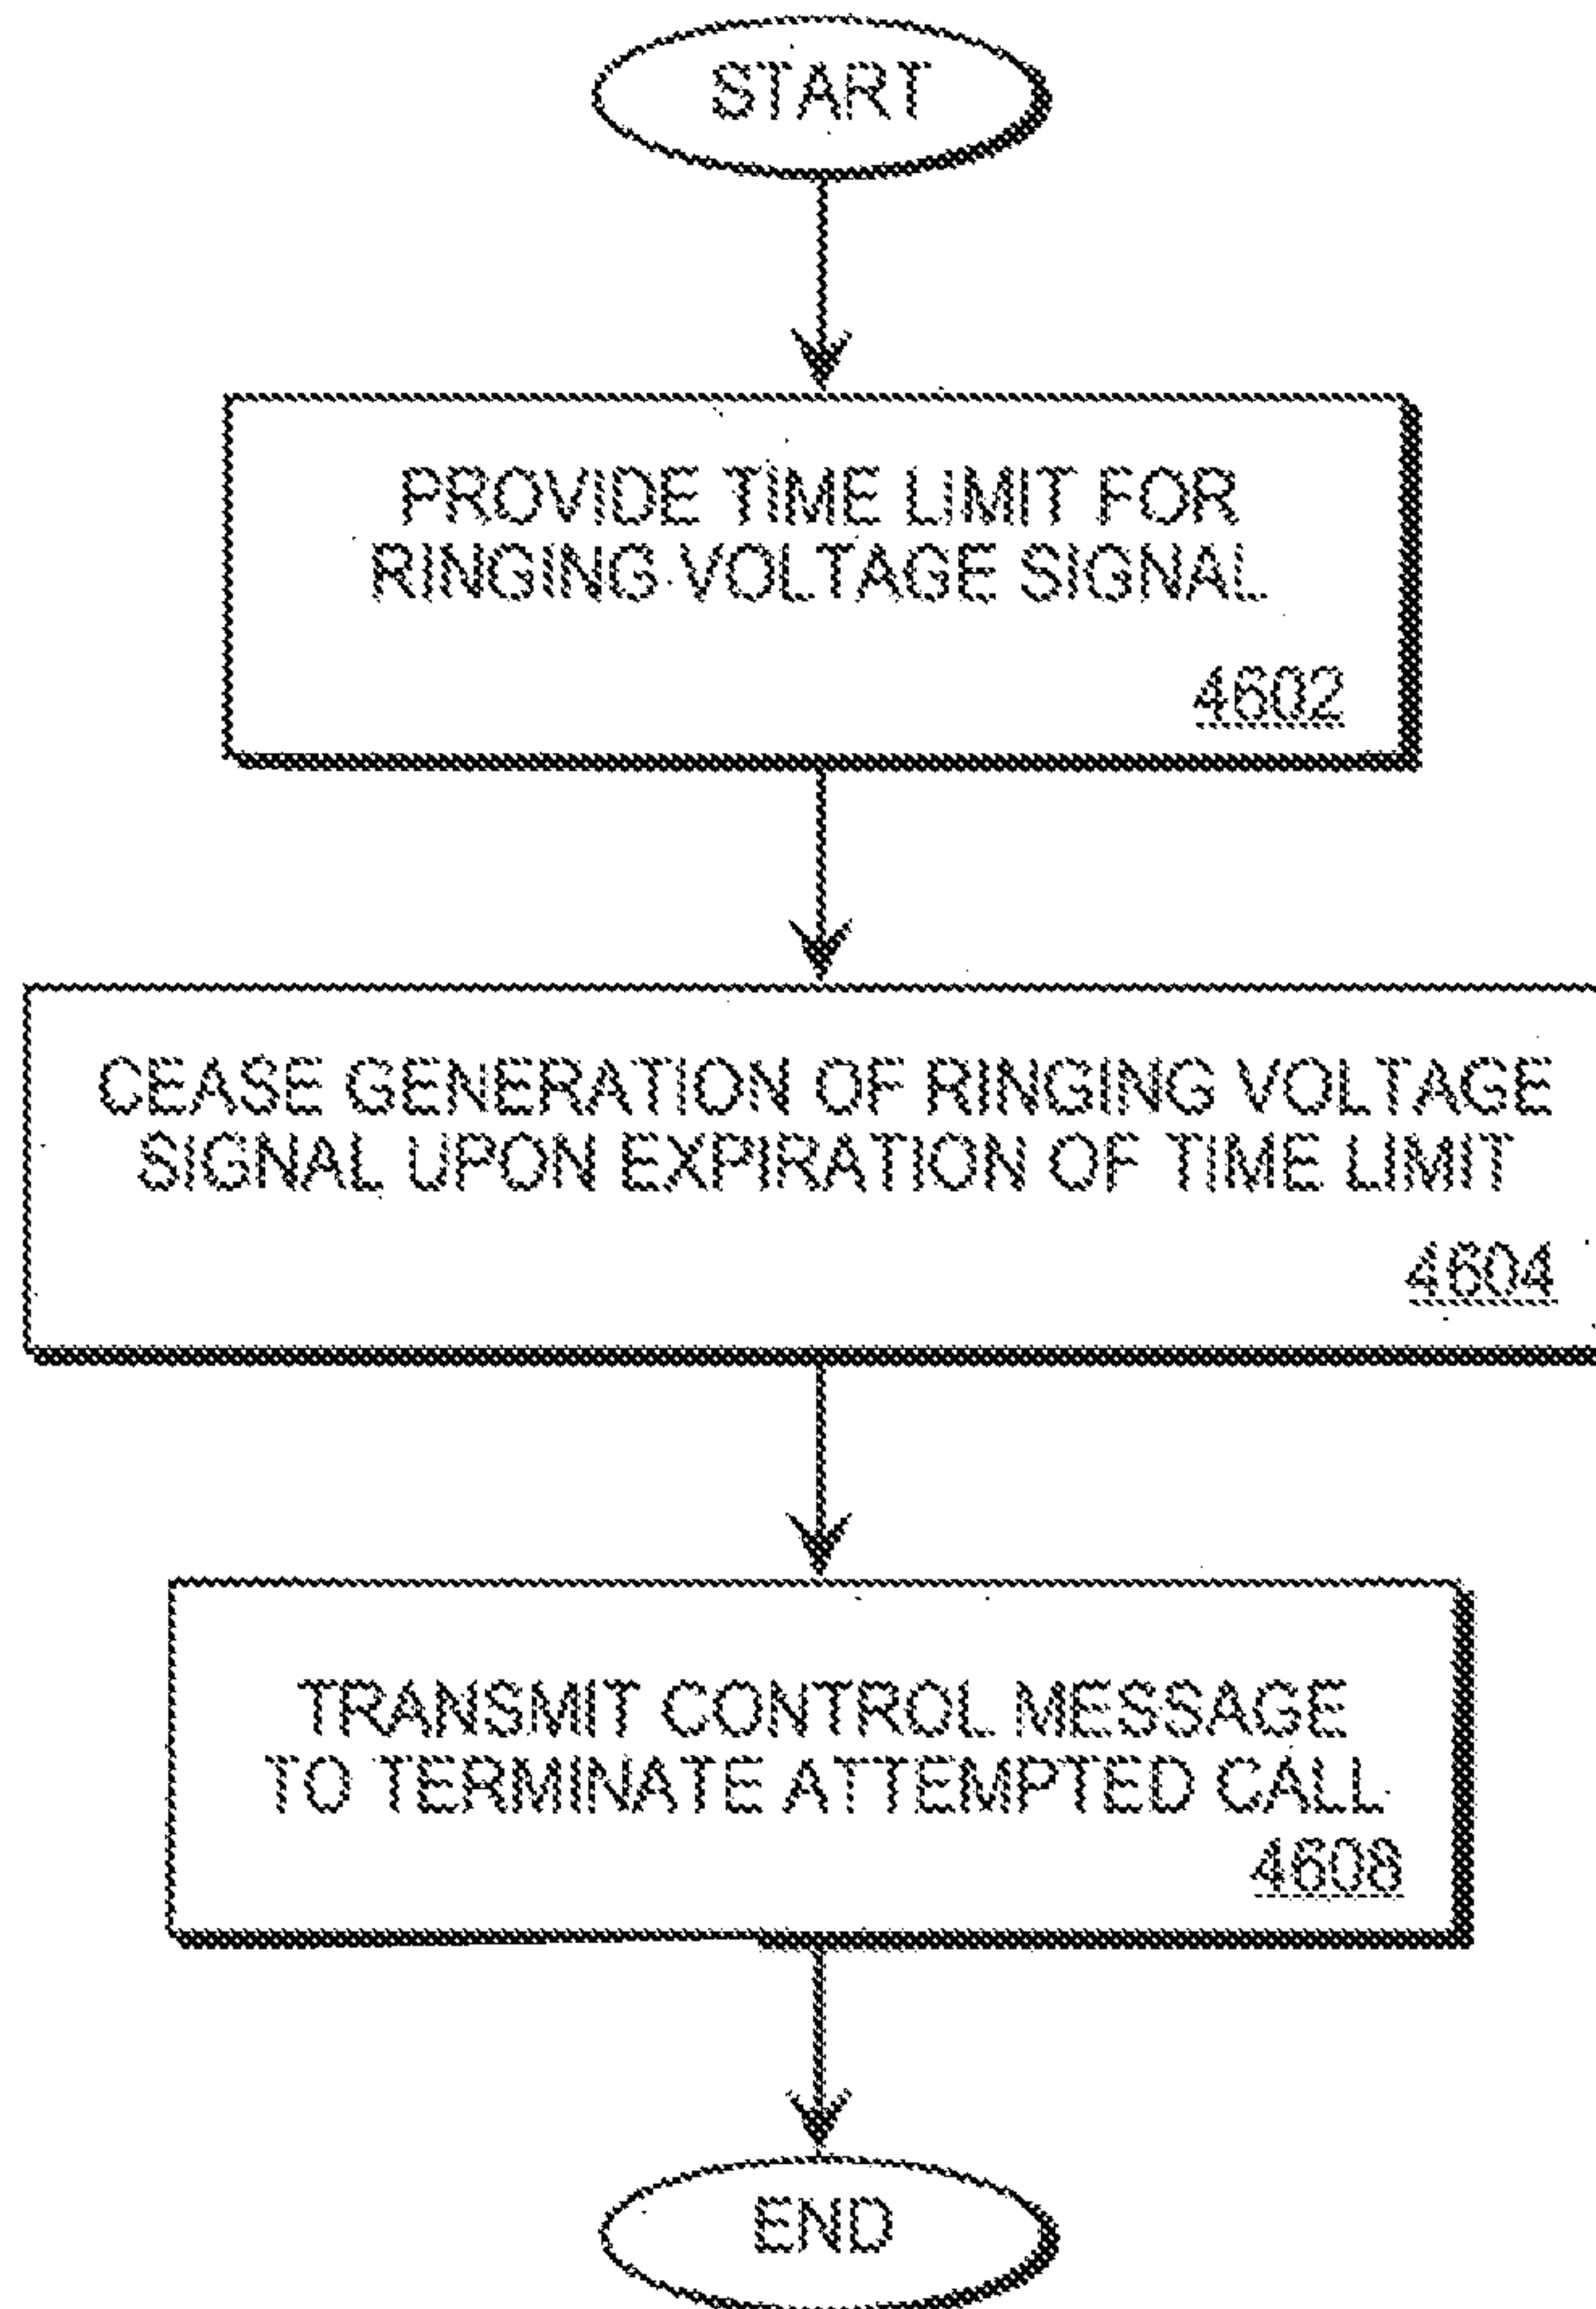 START
PROVIDE TIME LIMIT FOR
RINGING VOLTAGE SIGNAL
4602
CEASE GENERATION OF RINGING VOLTAGE
SIGNAL UPON EXPIRATION OF TIME LIMIT
4604
TRANSMIT CONTROL MESSAGE
TO TERMINATE ATTEMPTED CALL
4608
END